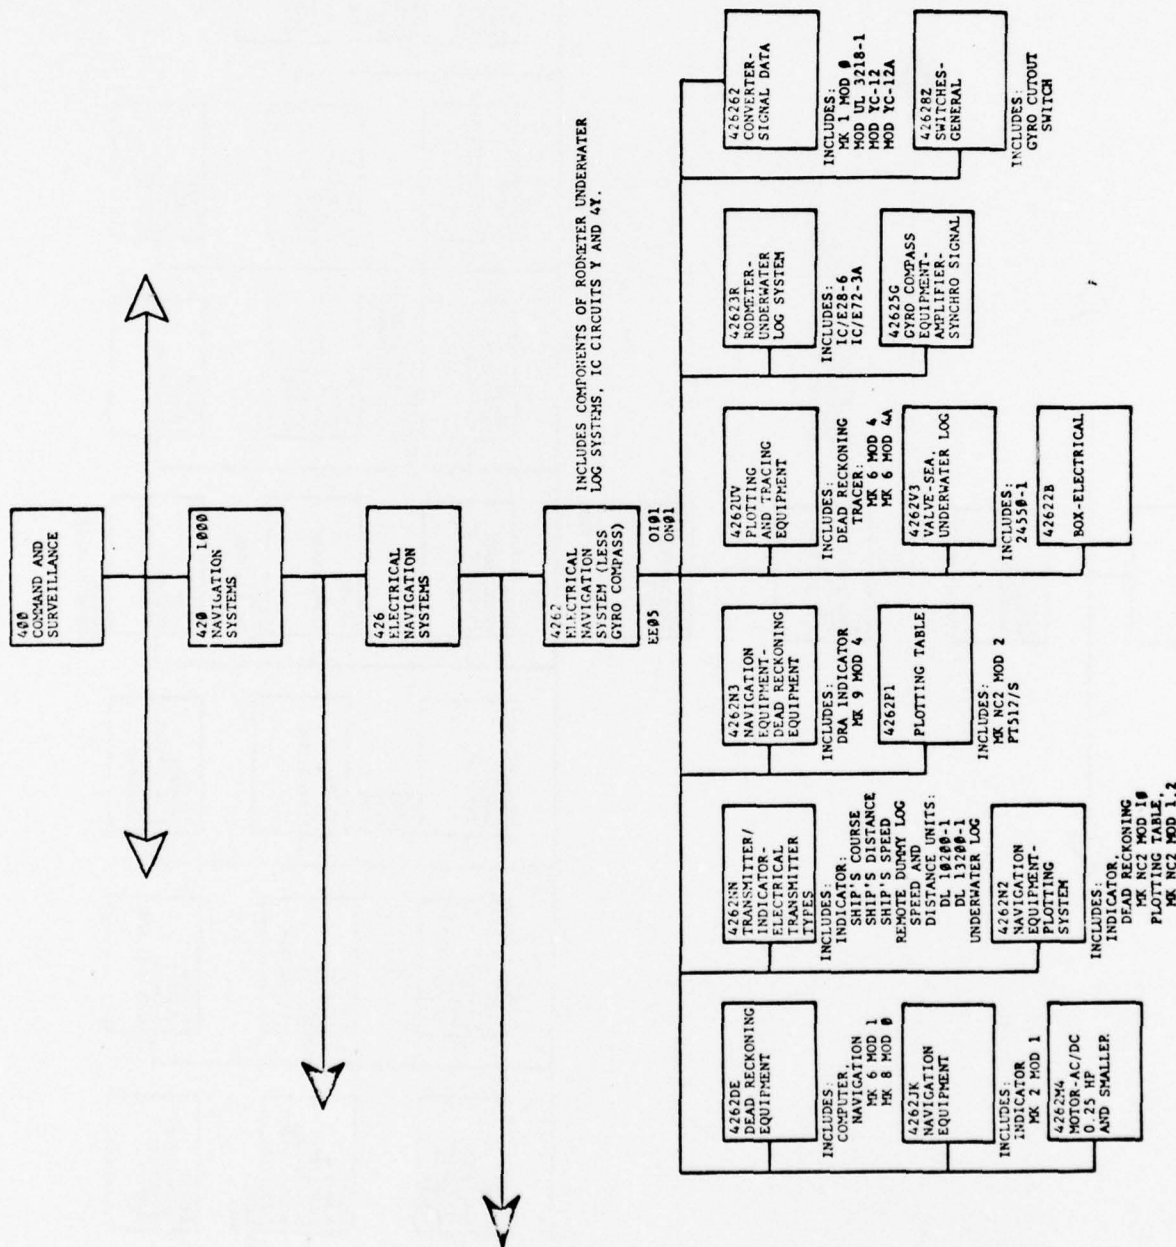 400
COMMAND AND
SURVEILLANCE
420 1000
NAVIGATION
SYSTEMS
426
ELECTRICAL
NAVIGATION
SYSTEMS
4262
ELECTRICAL
NAVIGATION
SYSTEM (LESS
GYRO COMPASS)
EE05
OI01
ON01
INCLUDES COMPONENTS OF RODMETER UNDERWATER
LOG SYSTEMS, IC CIRCUITS Y AND 4Y.
4262DE
DEAD RECKONING
EQUIPMENT
INCLUDES:
COMPUTER,
NAVIGATION
MK 6 MOD 1
MK 8 MOD 0
4262JK
NAVIGATION
EQUIPMENT
INCLUDES:
INDICATOR
MK 2 MOD 1
4262M4
MOTOR-AC/DC
0.25 HP
AND SMALLER
4262NN
TRANSMITTER/
INDICATOR-
ELECTRICAL
TRANSMITTER
TYPES
INCLUDES:
INDICATOR:
SHIP'S COURSE
SHIP'S DISTANCE
SHIP'S SPEED
REMOTE DUMMY LOG
SPEED AND
DISTANCE UNITS:
DL 10200-1
DL 13200-1
UNDERWATER LOG
4262N2
NAVIGATION
EQUIPMENT-
PLOTTING
SYSTEM
INCLUDES:
INDICATOR,
DEAD RECKONING
MK NC2 MOD 10
PLOTTING TABLE,
MK NC2 MOD 1,2
4262N3
NAVIGATION
EQUIPMENT-
DEAD RECKONING
EQUIPMENT
INCLUDES:
DRA INDICATOR
MK 9 MOD 4
4262P1
PLOTTING TABLE
INCLUDES:
MK NC2 MOD 2
PT512/S
4262UV
PLOTTING
AND TRACING
EQUIPMENT
INCLUDES:
DEAD RECKONING
TRACER:
MK 6 MOD 4
MK 6 MOD 4A
4262V3
VALVE-SEA,
UNDERWATER LOG
INCLUDES:
24550-1
42622B
BOX-ELECTRICAL
42623R
RODMETER-
UNDERWATER
LOG SYSTEM
INCLUDES:
IC/E28-6
IC/E72-3A
42625G
GYRO COMPASS
EQUIPMENT-
AMPLIFIER-
SYNCHRO SIGNAL
426262
CONVERTER-
SIGNAL DATA
INCLUDES:
MK 1 MOD 0
MOD UL 3218-1
MOD YC-12
MOD YC-12A
42628Z
SWITCHES-
GENERAL
INCLUDES:
GYRO CUTOUT
SWITCH